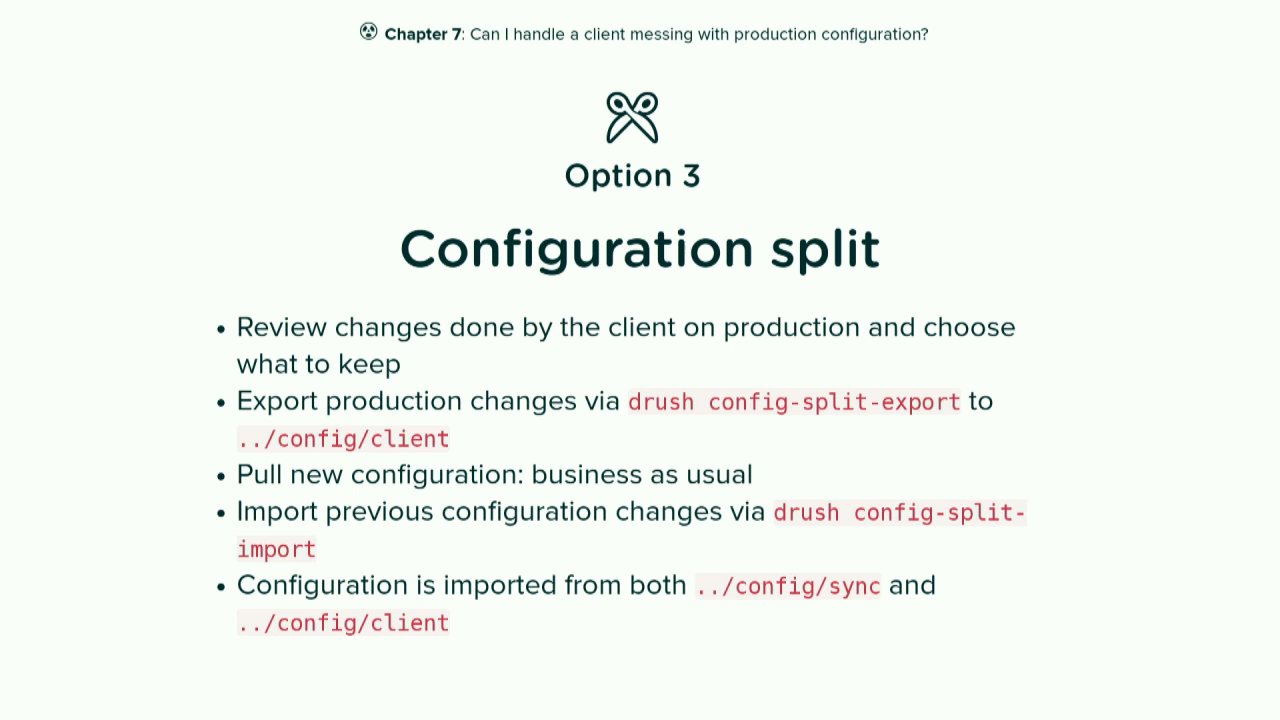 Chapter 7: Can I handle a client messing with production configuration?
Option 3
Configuration split
• Review changes done by the client on production and choose
what to keep
• Export production changes via drush config-split-export to
../config/client
• Pull new configuration: business as usual
• Import previous configuration changes via drush config-split-
import
• Configuration is imported from both ../config/sync and
../config/client